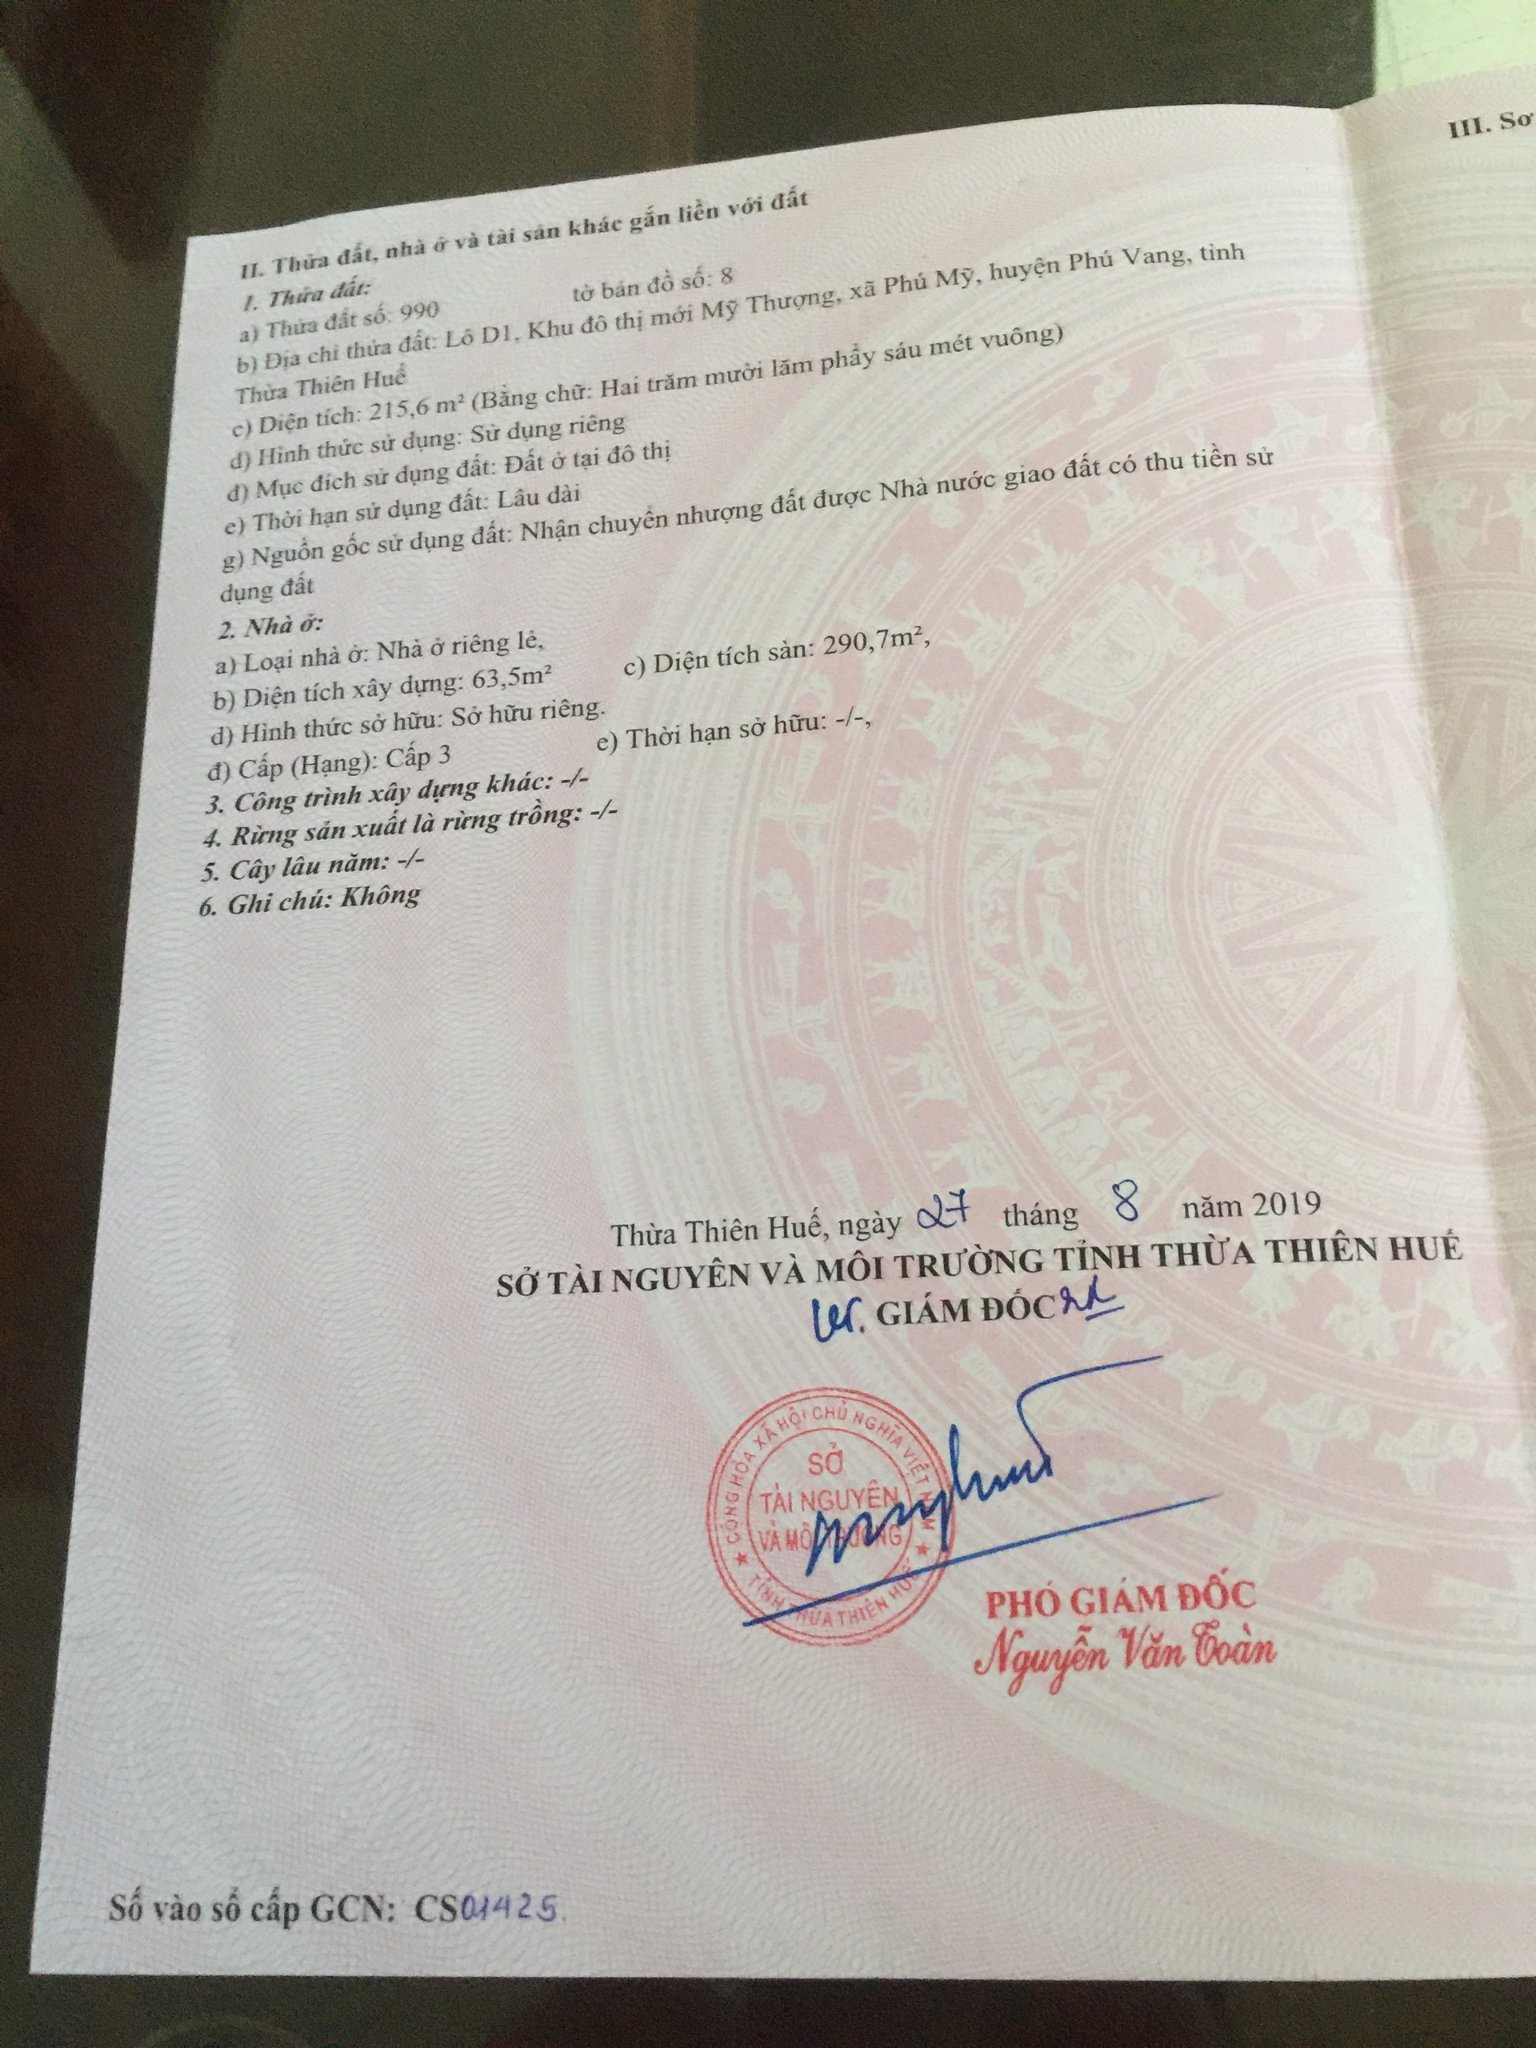 III. Sơ
II. Thửa đất, nhà ở và tài sản khác gắn liền với đất
1. Thửa đất:
a) Thửa đất số: 990 tờ bản đồ số: 8
b) Địa chỉ thửa đất: Lô D1, Khu đô thị mới Mỹ Thượng, xã Phú Mỹ, huyện Phú Vang, tỉnh
Thừa Thiên Huế
c) Diện tích: 215,6 m² (Bằng chữ: Hai trăm mười lăm phẩy sáu mét vuông)
d) Hình thức sử dụng: Sử dụng riêng
đ) Mục đích sử dụng đất: Đất ở tại đô thị
e) Thời hạn sử dụng đất: Lâu dài
g) Nguồn gốc sử dụng đất: Nhận chuyển nhượng đất được Nhà nước giao đất có thu tiền sử
dụng đất
2. Nhà ở:
a) Loại nhà ở: Nhà ở riêng lẻ,
b) Diện tích xây dựng: 63,5m² c) Diện tích sàn: 290,7m²,
d) Hình thức sở hữu: Sở hữu riêng.
đ) Cấp (Hạng): Cấp 3 e) Thời hạn sở hữu: -/-,
3. Công trình xây dựng khác: -/-
4. Rừng sản xuất là rừng trồng: -/-
5. Cây lâu năm: -/-
6. Ghi chú: Không
Thừa Thiên Huế, ngày 27 tháng 8 năm 2019
SỞ TÀI NGUYÊN VÀ MÔI TRƯỜNG TỈNH THỪA THIÊN HUẾ
GIÁM ĐỐC
CỘNG HÒA XÃ HỘI CHỦ NGHĨA VIỆT NAM
SỞ
TÀI NGUYÊN
VÀ MÔI TRƯỜNG
TỈNH THỪA THIÊN HUẾ
PHÓ GIÁM ĐỐC
Nguyễn Văn Toàn
Số vào sổ cấp GCN: CS01425